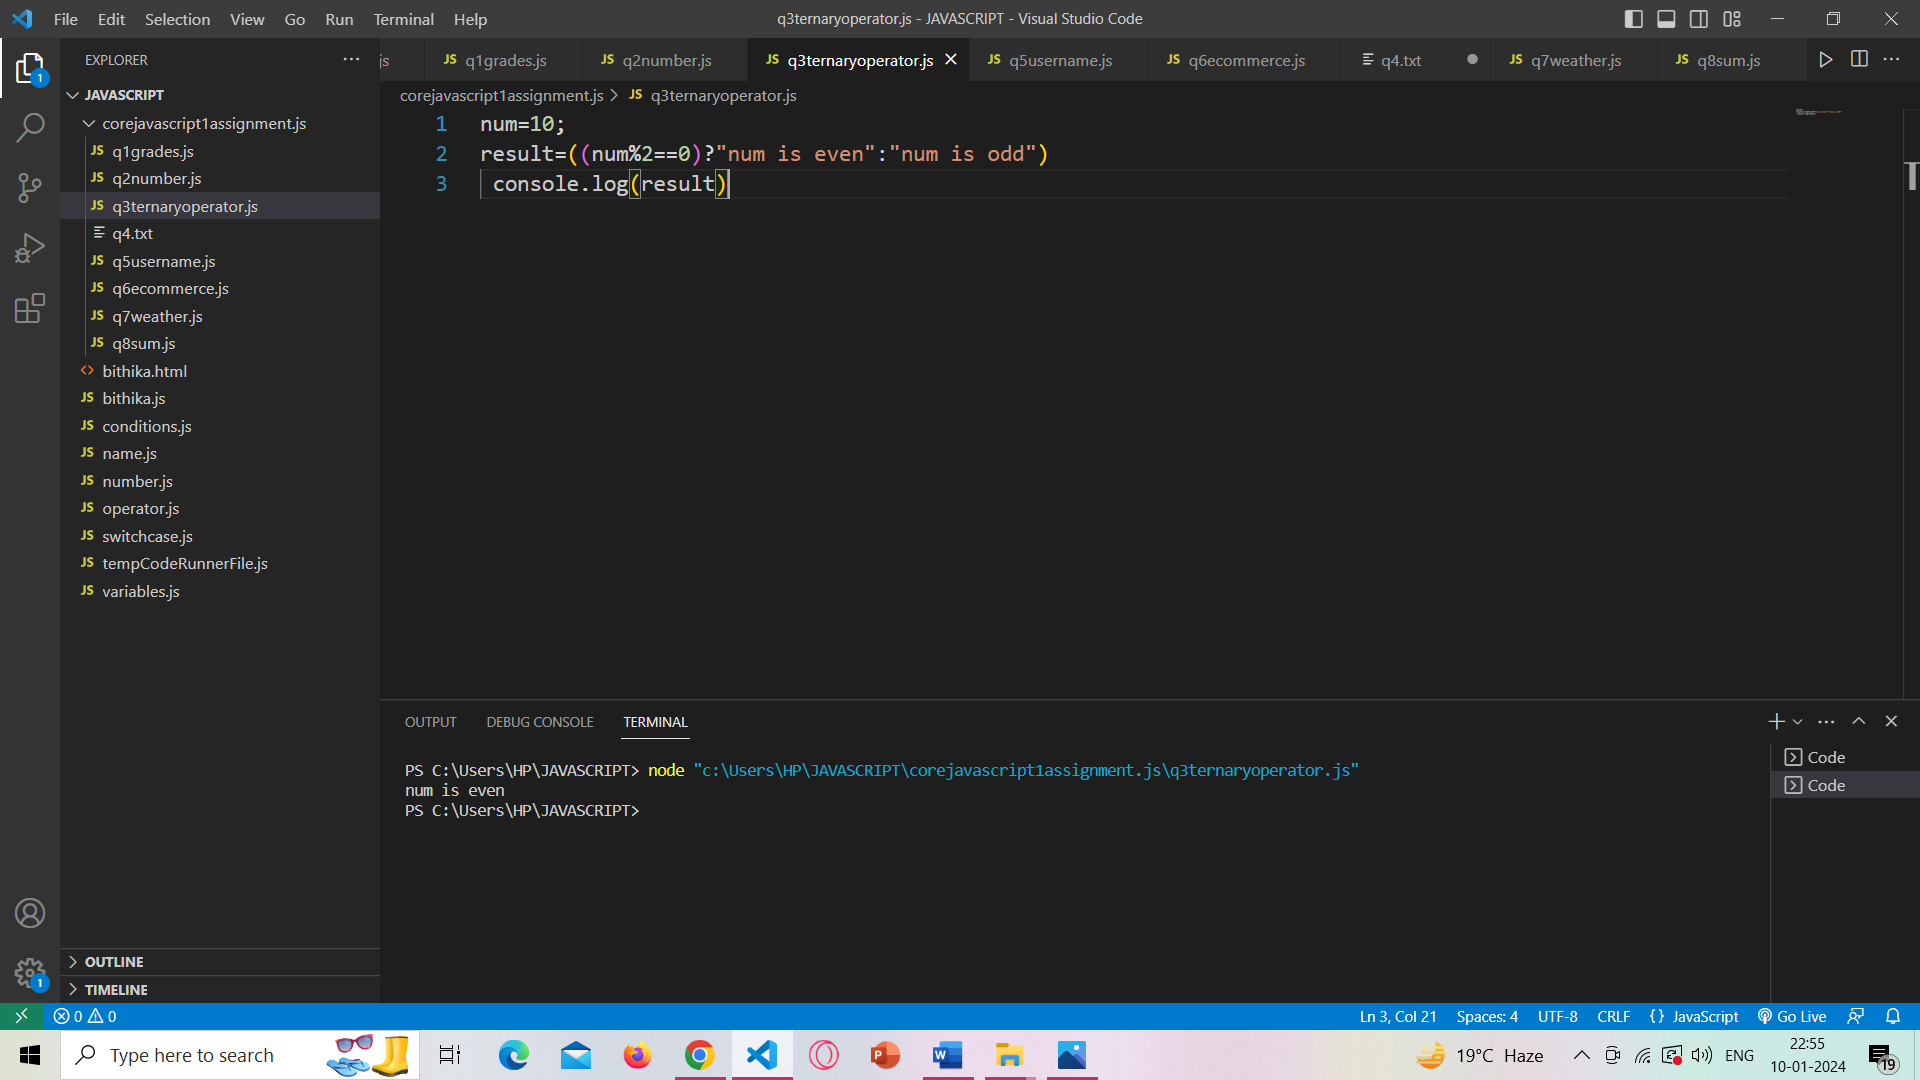 File Edit Selection View Go Run Terminal Help
q3ternaryoperator.js - JAVASCRIPT - Visual Studio Code
EXPLORER
JAVASCRIPT
corejavascript1assignment.js
JS q1grades.js
JS q2number.js
JS q3ternaryoperator.js
q4.txt
JS q5username.js
JS q6ecommerce.js
JS q7weather.js
JS q8sum.js
<> bithika.html
JS bithika.js
JS conditions.js
JS name.js
JS number.js
JS operator.js
JS switchcase.js
JS tempCodeRunnerFile.js
JS variables.js
OUTLINE
TIMELINE
1
1
js JS q1grades.js JS q2number.js JS q3ternaryoperator.js JS q5username.js JS q6ecommerce.js q4.txt JS q7weather.js JS q8sum.js
corejavascript1assignment.js > JS q3ternaryoperator.js
1 num=10;
2 result=((num%2==0)?"num is even":"num is odd")
3 console.log(result)
OUTPUT DEBUG CONSOLE TERMINAL
PS C:\Users\HP\JAVASCRIPT> node "c:\Users\HP\JAVASCRIPT\corejavascript1assignment.js\q3ternaryoperator.js"
num is even
PS C:\Users\HP\JAVASCRIPT>
Code
Code
0 0
Ln 3, Col 21 Spaces: 4 UTF-8 CRLF {} JavaScript Go Live
Type here to search
19°C Haze ENG
22:55
10-01-2024
19